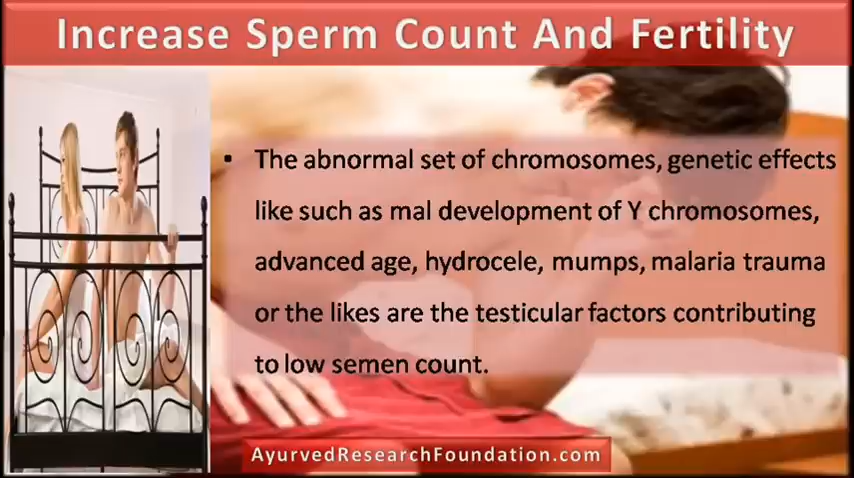 Increase Sperm Count And Fertility
• The abnormal set of chromosomes, genetic effects
like such as mal development of Y chromosomes,
advanced age, hydrocele, mumps, malaria trauma
or the likes are the testicular factors contributing
to low semen count.
AyurvedResearchFoundation.com